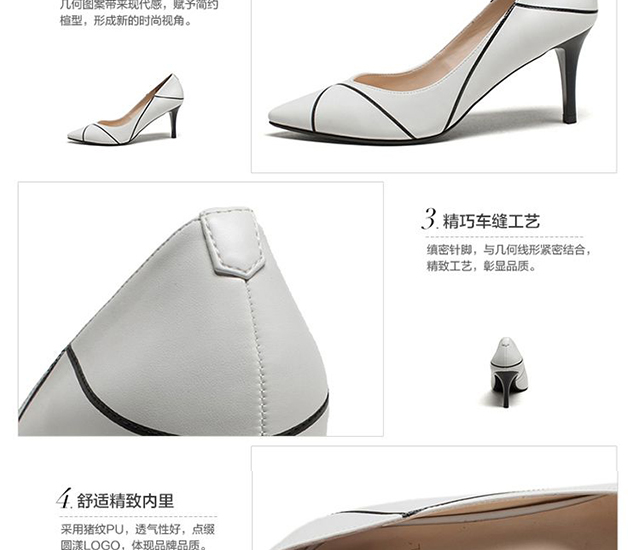 几何图案带来现代感，赋予简约
楦型，形成新的时尚视角。
3. 精巧车缝工艺
缜密针脚，与几何线形紧密结合，
精致工艺，彰显品质。
4. 舒适精致内里
采用猪纹PU，透气性好，点缀
圆漾LOGO，体现品牌品质。